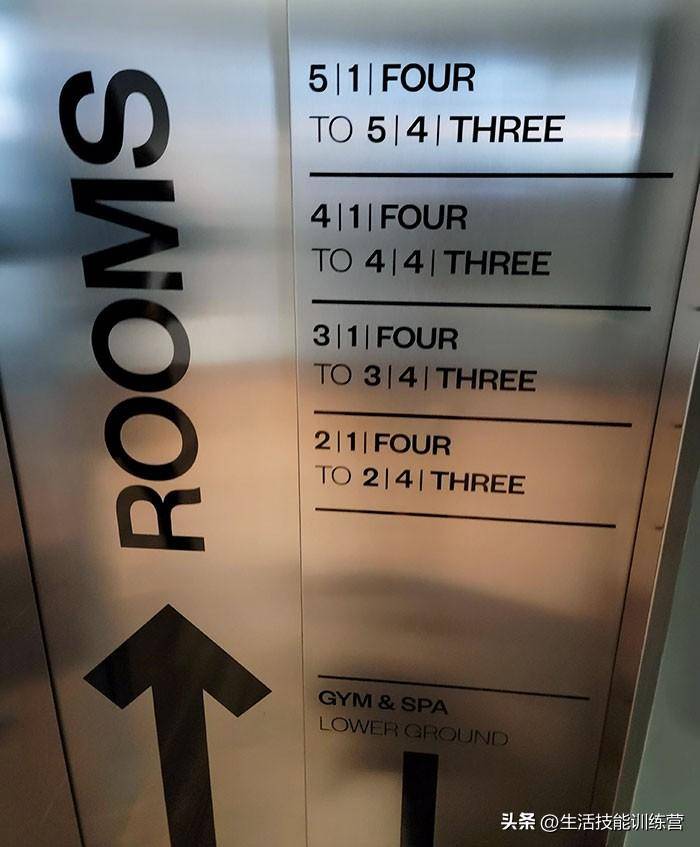 ROOMS
5|1|FOUR
TO 5|4|THREE
4|1|FOUR
TO 4|4|THREE
3|1|FOUR
TO 3|4|THREE
2|1|FOUR
TO 2|4|THREE
GYM & SPA
LOWER GROUND
头条 @生活技能训练营